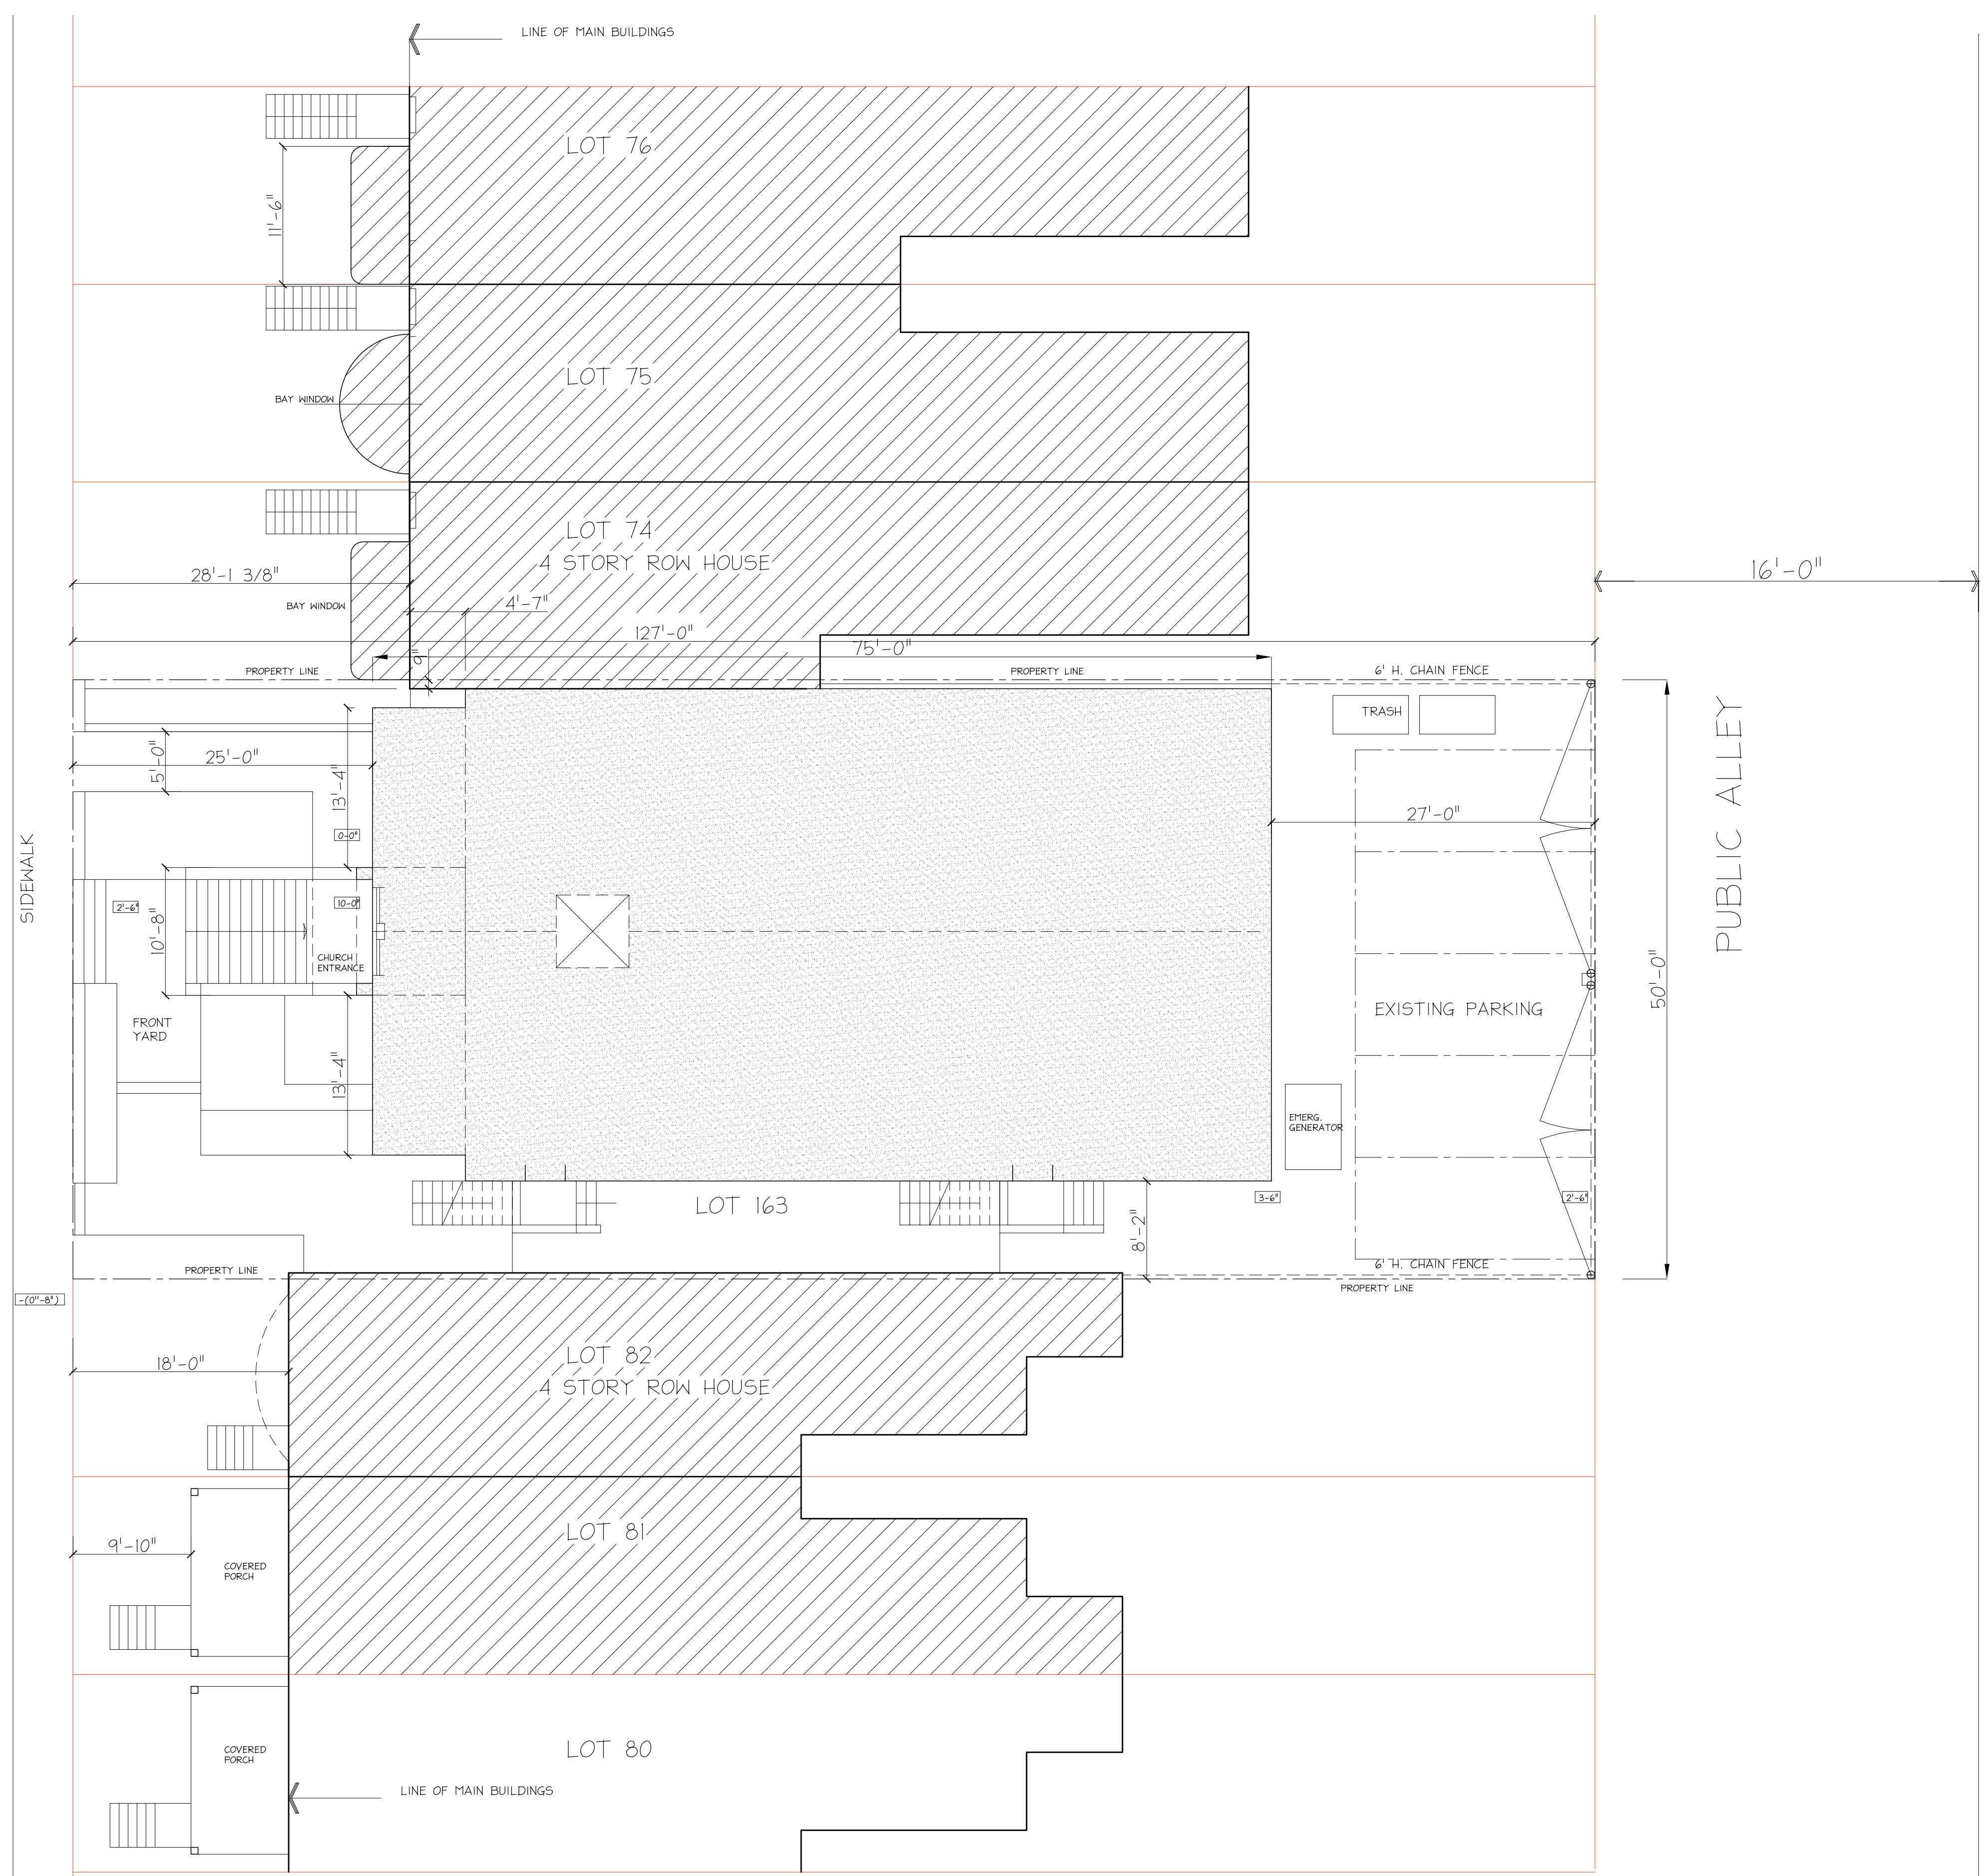 LINE OF MAIN BUILDINGS
LOT 76
11'-6"
LOT 75
BAY WINDOW
LOT 74
4 STORY ROW HOUSE
28'-1 3/8"
16'-0"
BAY WINDOW
4'-7"
127'-0"
75'-0"
9"
PROPERTY LINE
PROPERTY LINE
6' H. CHAIN FENCE
TRASH
PUBLIC ALLEY
5'-0"
25'-0"
13'-4"
27'-0"
0-0"
SIDEWALK
2'-6"
10-0"
10'-8"
CHURCH
ENTRANCE
50'-0"
FRONT
YARD
EXISTING PARKING
13'-4"
EMERG.
GENERATOR
LOT 163
3-6"
2'-6"
8'-2"
PROPERTY LINE
6' H. CHAIN FENCE
PROPERTY LINE
-(0"-8")
18'-0"
LOT 82
4 STORY ROW HOUSE
LOT 81
9'-10"
COVERED
PORCH
COVERED
PORCH
LOT 80
LINE OF MAIN BUILDINGS